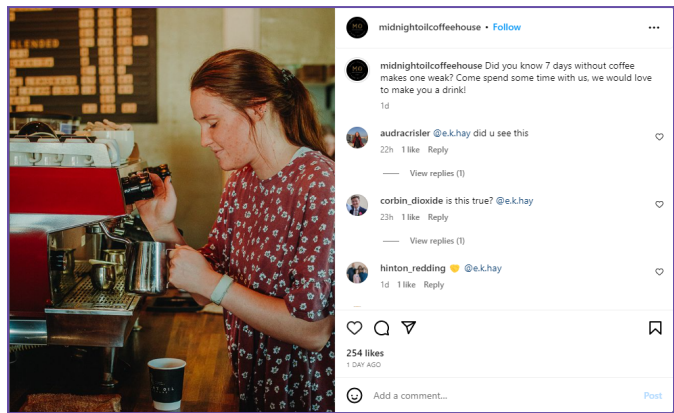 BLENDED
midnightoilcoffeehouse • Follow
midnightoilcoffeehouse Did you know 7 days without coffee
makes one weak? Come spend some time with us, we would love
to make you a drink!
1d
audracrisler @e.k.hay did u see this
22h 1 like Reply
View replies (1)
corbin_dioxide is this true? @e.k.hay
23h 1 like Reply
View replies (1)
hinton_redding 🤝 @e.k.hay
1d 1 like Reply
254 likes
1 DAY AGO
Add a comment... Post